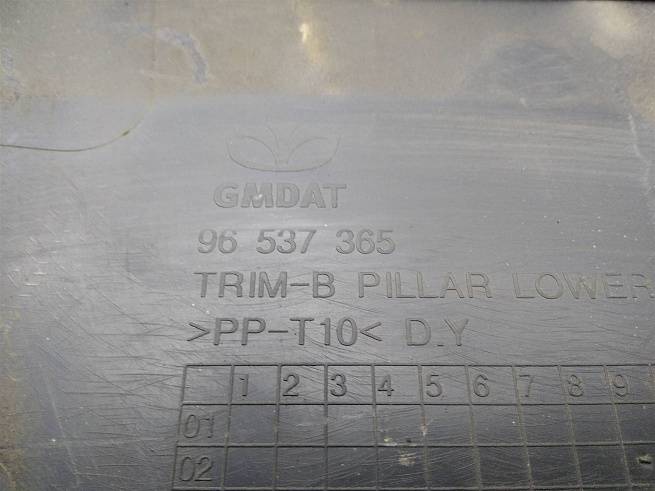 GMDAT
96 537 365
TRIM-B PILLAR LOWER
>PP-T10< D.Y
1 2 3 4 5 6 7 8 9
01
02